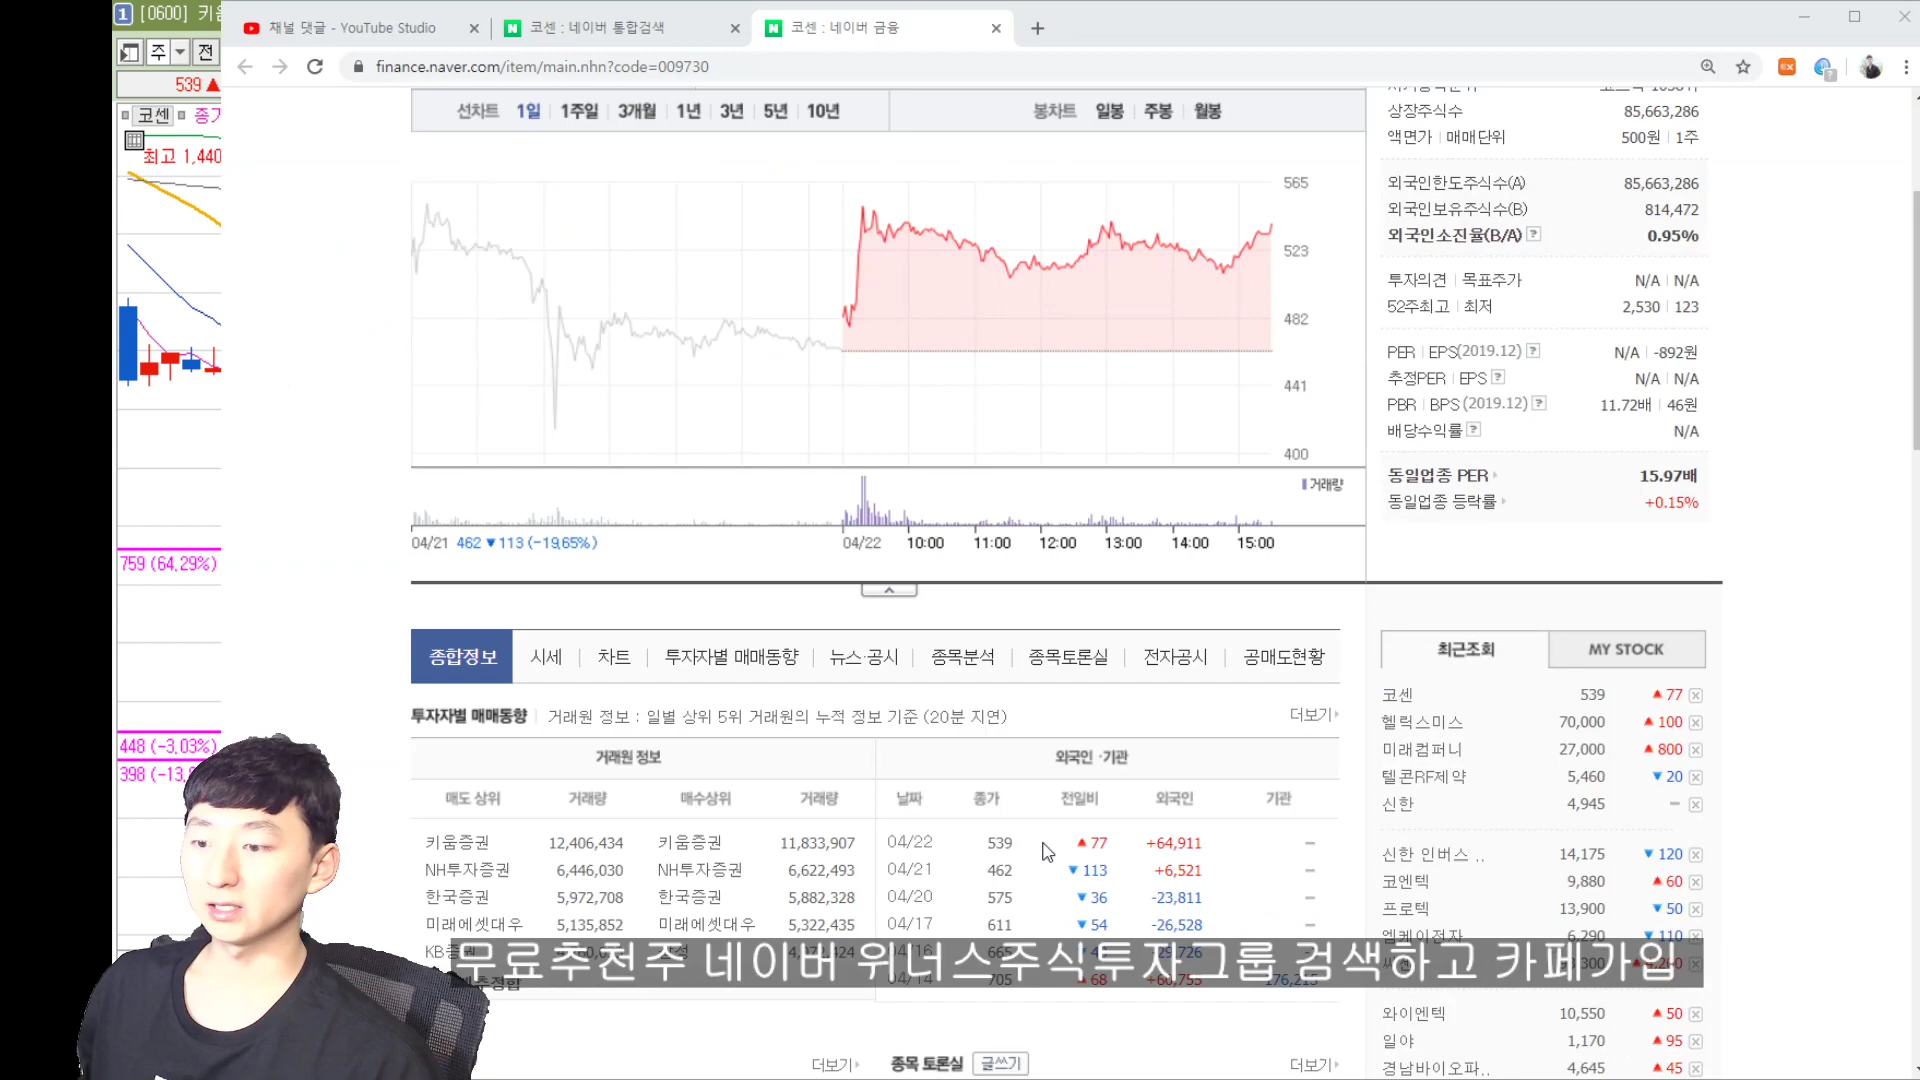 1 [0600] 키움
채널 댓글 - YouTube Studio
코센 : 네이버 통합검색
코센 : 네이버 금융
주
전
finance.naver.com/item/main.nhn?code=009730
539 ▲
코센
최고 1,440
759 (64,29%)
448 (-3,03%)
선차트 1일 1주일 3개월 1년 3년 5년 10년
봉차트 일봉 주봉 월봉
565
523
482
441
400
거래량
04/21 462 ▼113 (-19,65%)
04/22 10:00 11:00 12:00 13:00 14:00 15:00
상장주식수 85,663,286
액면가 | 매매단위 500원 | 1주
외국인한도주식수(A) 85,663,286
외국인보유주식수(B) 814,472
외국인소진율(B/A) ? 0.95%
투자의견 | 목표주가 N/A | N/A
52주최고 | 최저 2,530 | 123
PER | EPS(2019.12) ? N/A | -892원
추정PER | EPS ? N/A | N/A
PBR | BPS (2019.12) ? 11.72배 | 46원
배당수익률 ? N/A
동일업종 PER 15.97배
동일업종 등락률 +0.15%
종합정보 시세 차트 투자자별 매매동향 뉴스·공시 종목분석 종목토론실 전자공시 공매도현황
투자자별 매매동향 거래원 정보 : 일별 상위 5위 거래원의 누적 정보 기준 (20분 지연) 더보기
거래원 정보 외국인·기관
매도 상위 거래량 매수상위 거래량 날짜 종가 전일비 외국인 기관
키움증권 12,406,434 키움증권 11,833,907 04/22 539 ▲ 77 +64,911 –
NH투자증권 6,446,030 NH투자증권 6,622,493 04/21 462 ▼ 113 +6,521 –
한국증권 5,972,708 한국증권 5,882,328 04/20 575 ▼ 36 -23,811 –
미래에셋대우 5,135,852 미래에셋대우 5,322,435 04/17 611 ▼ 54 -26,528 –
무료추천주 네이버 위너스주식투자그룹 검색하고 카페가입
04/14 705 ▲ 68 +60,755
더보기
종목 토론실 글쓰기 더보기
최근조회 MY STOCK
코센 539 ▲ 77
헬릭스미스 70,000 ▲ 100
미래컴퍼니 27,000 ▲ 800
텔콘RF제약 5,460 ▼ 20
신한 4,945 –
신한 인버스 .. 14,175 ▼ 120
코엔텍 9,880 ▲ 60
프로텍 13,900 ▼ 50
엠케이전자 6,290 ▼ 110
와이엔텍 10,550 ▲ 50
일야 1,170 ▲ 95
경남바이오파.. 4,645 ▲ 45